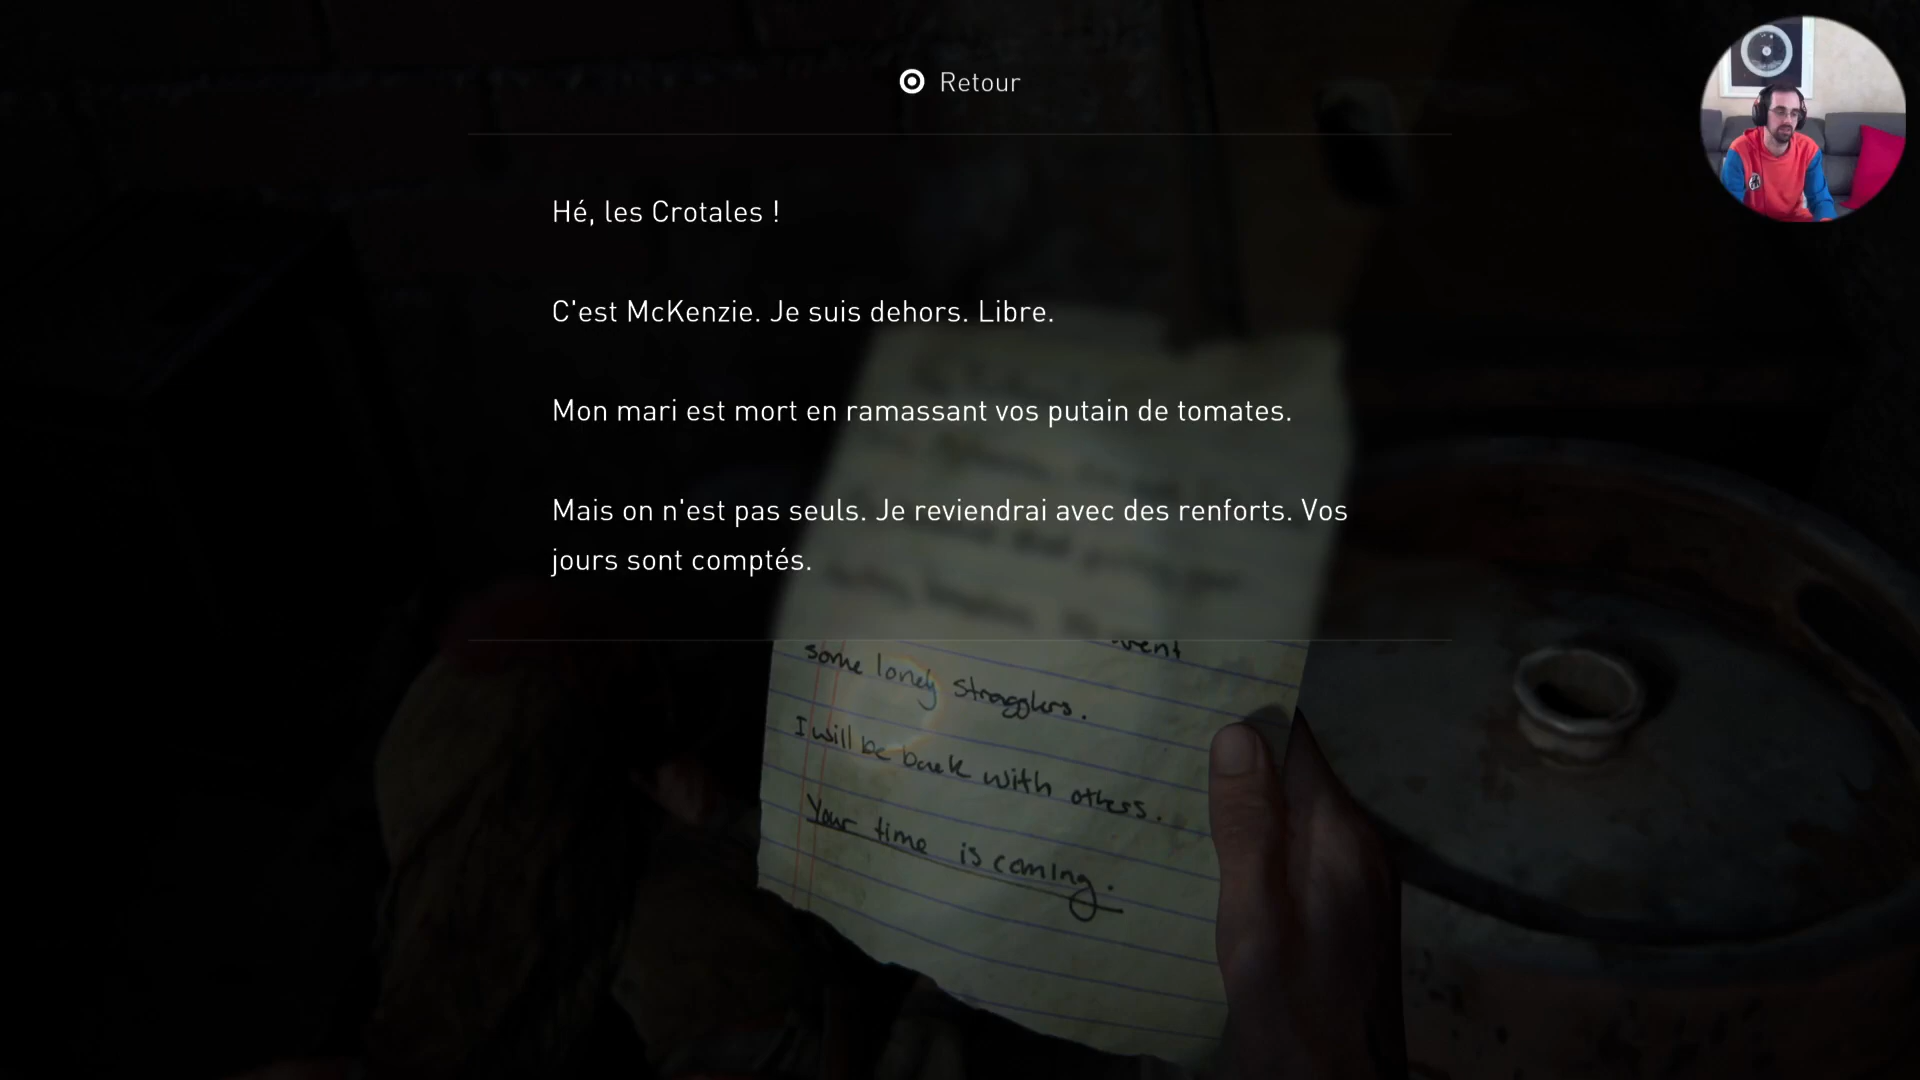 Retour
Hé, les Crotales !
C'est McKenzie. Je suis dehors. Libre.
Mon mari est mort en ramassant vos putain de tomates.
Mais on n'est pas seuls. Je reviendrai avec des renforts. Vos
jours sont comptés.
some lonely stragglers.
I will be back with others.
Your time is coming.